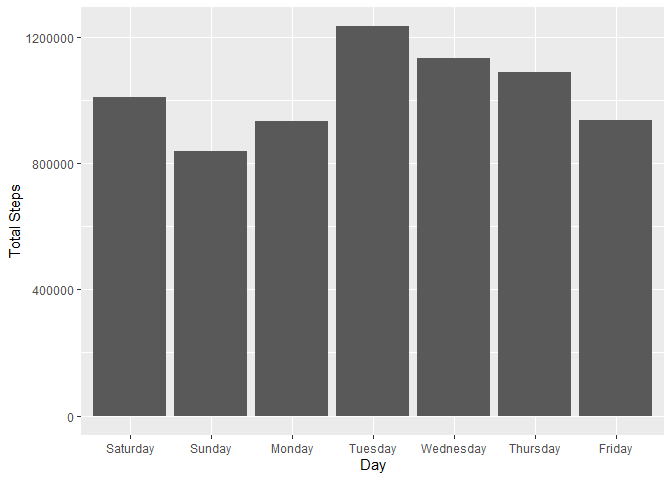 1200000
800000
400000
0
Total Steps
Saturday Sunday Monday Tuesday Wednesday Thursday Friday
Day